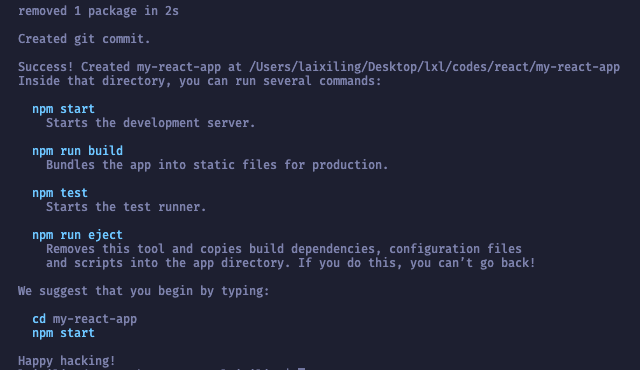 removed 1 package in 2s
Created git commit.
Success! Created my-react-app at /Users/laixiling/Desktop/lxl/codes/react/my-react-app
Inside that directory, you can run several commands:
npm start
Starts the development server.
npm run build
Bundles the app into static files for production.
npm test
Starts the test runner.
npm run eject
Removes this tool and copies build dependencies, configuration files
and scripts into the app directory. If you do this, you can't go back!
We suggest that you begin by typing:
cd my-react-app
npm start
Happy hacking!